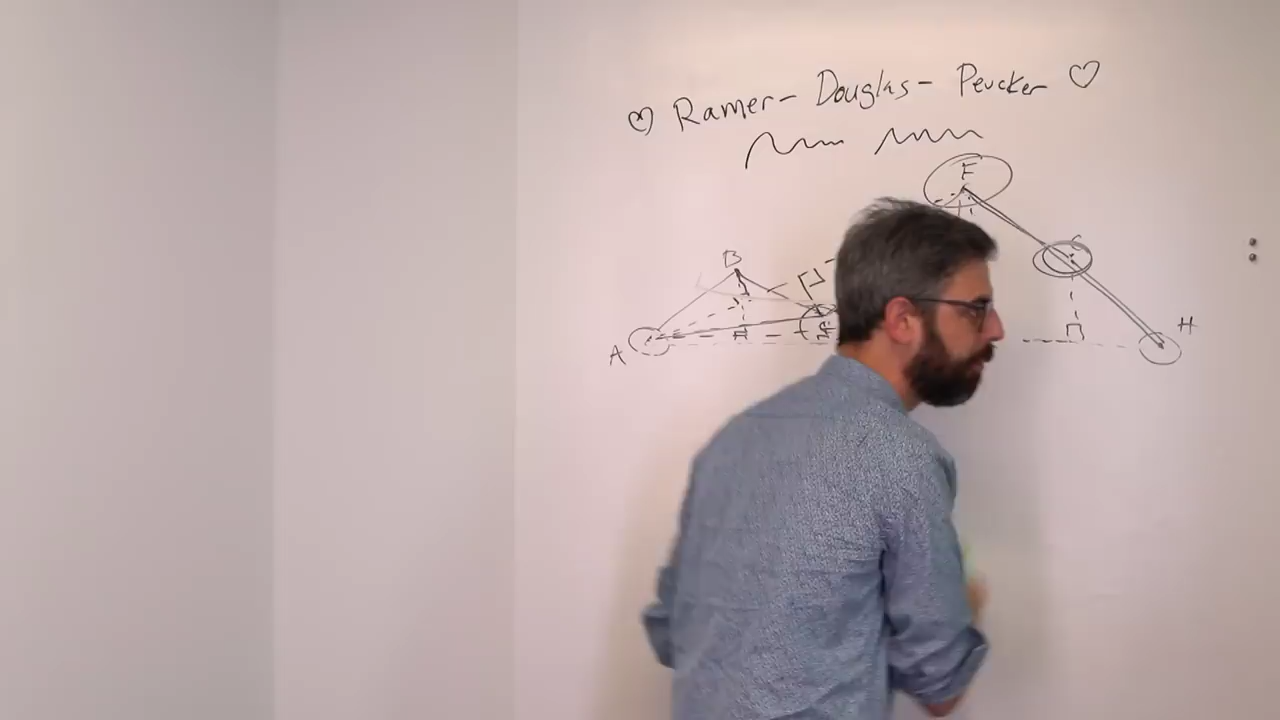 ♡ Ramer- Douglas- Peucker ♡
F
B
H
A